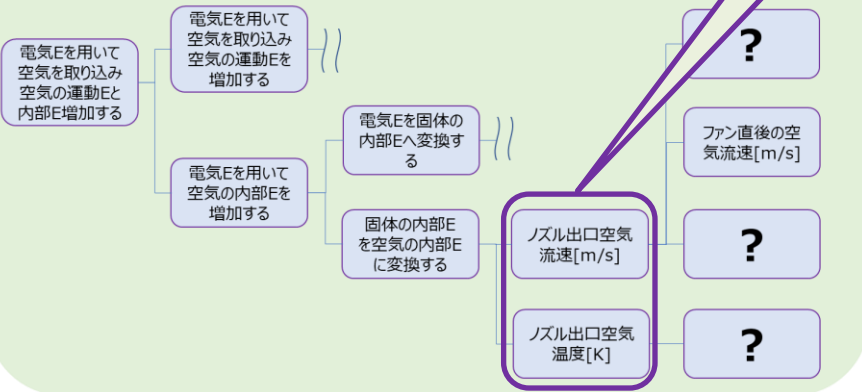 電気Eを用いて
空気を取り込み
空気の運動Eと
内部E増加する
電気Eを用いて
空気を取り込み
空気の運動Eを
増加する
電気Eを用いて
空気の内部Eを
増加する
電気Eを固体の
内部Eへ変換す
る
固体の内部E
を空気の内部E
に変換する
ノズル出口空気
流速[m/s]
ノズル出口空気
温度[K]
?
ファン直後の空
気流速[m/s]
?
?